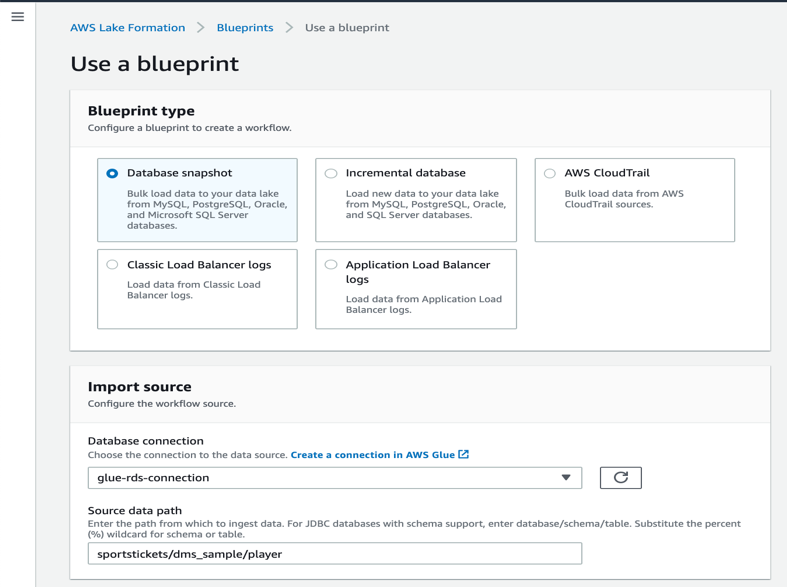 AWS Lake Formation > Blueprints > Use a blueprint
Use a blueprint
Blueprint type
Configure a blueprint to create a workflow.
Database snapshot
Bulk load data to your data lake
from MySQL, PostgreSQL, Oracle,
and Microsoft SQL Server
databases.
Incremental database
Load new data to your data lake
from MySQL, PostgreSQL, Oracle,
and SQL Server databases.
AWS CloudTrail
Bulk load data from AWS
CloudTrail sources.
Classic Load Balancer logs
Load data from Classic Load
Balancer logs.
Application Load Balancer
logs
Load data from Application Load
Balancer logs.
Import source
Configure the workflow source.
Database connection
Choose the connection to the data source. Create a connection in AWS Glue
glue-rds-connection
Source data path
Enter the path from which to ingest data. For JDBC databases with schema support, enter database/schema/table. Substitute the percent
(%) wildcard for schema or table.
sportstickets/dms_sample/player